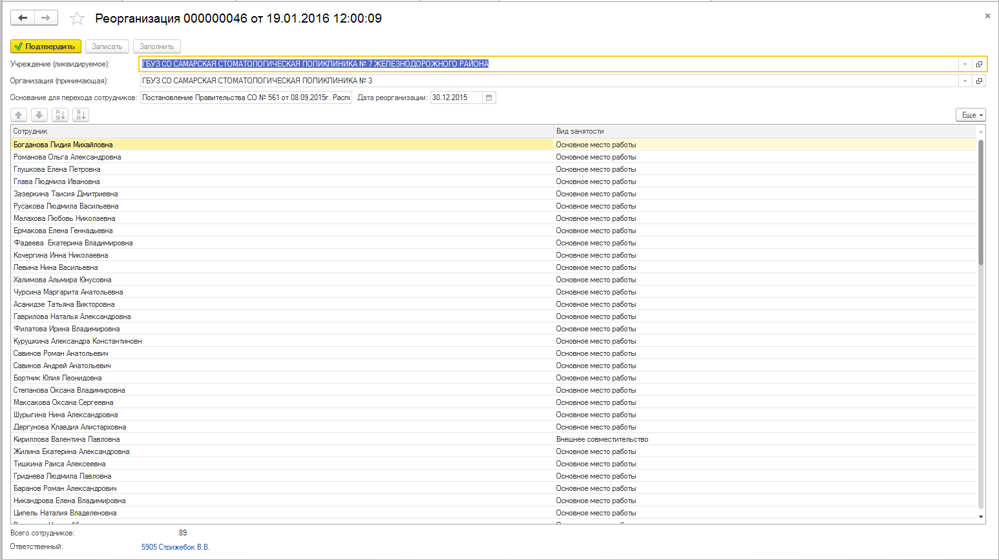 Реорганизация 000000046 от 19.01.2016 12:00:09
Подтвердить Записать Заполнить
Учреждение (ликвидируемое): ГБУЗ СО САМАРСКАЯ СТОМАТОЛОГИЧЕСКАЯ ПОЛИКЛИНИКА № 7 ЖЕЛЕЗНОДОРОЖНОГО РАЙОНА
Организация (принимающая): ГБУЗ СО САМАРСКАЯ СТОМАТОЛОГИЧЕСКАЯ ПОЛИКЛИНИКА № 3
Основание для перехода сотрудников: Постановление Правительства СО № 561 от 08.09.2015г. Распо Дата реорганизации: 30.12.2015
Еще
Сотрудник Вид занятости
Богданова Лидия Михайловна Основное место работы
Романова Ольга Александровна Основное место работы
Глушкова Елена Петровна Основное место работы
Глава Людмила Ивановна Основное место работы
Зазеркина Таисия Дмитриевна Основное место работы
Русакова Людмила Васильевна Основное место работы
Малахова Любовь Николаевна Основное место работы
Ермакова Елена Геннадьевна Основное место работы
Фадеева Екатерина Владимировна Основное место работы
Кочергина Инна Николаевна Основное место работы
Левина Нина Васильевна Основное место работы
Халимова Альмира Юнусовна Основное место работы
Чурсина Маргарита Анатольевна Основное место работы
Асанидзе Татьяна Викторовна Основное место работы
Гаврилова Наталья Александровна Основное место работы
Филатова Ирина Владимировна Основное место работы
Курушкина Александра Константиновн Основное место работы
Савинов Роман Анатольевич Основное место работы
Савинов Андрей Анатольевич Основное место работы
Бортник Юлия Леонидовна Основное место работы
Степанова Оксана Владимировна Основное место работы
Максакова Оксана Сергеевна Основное место работы
Шурыгина Нина Александровна Основное место работы
Дергунова Клавдия Алистарховна Основное место работы
Кириллова Валентина Павловна Внешнее совместительство
Жилина Екатерина Александровна Основное место работы
Тишкина Раиса Алексеевна Основное место работы
Гриднева Людмила Павловна Основное место работы
Баранов Роман Александрович Основное место работы
Никандрова Елена Владимировна Основное место работы
Ципель Наталия Владеленовна Основное место работы
Всего сотрудников: 89
Ответственный: 5905 Стрижебок В.В.